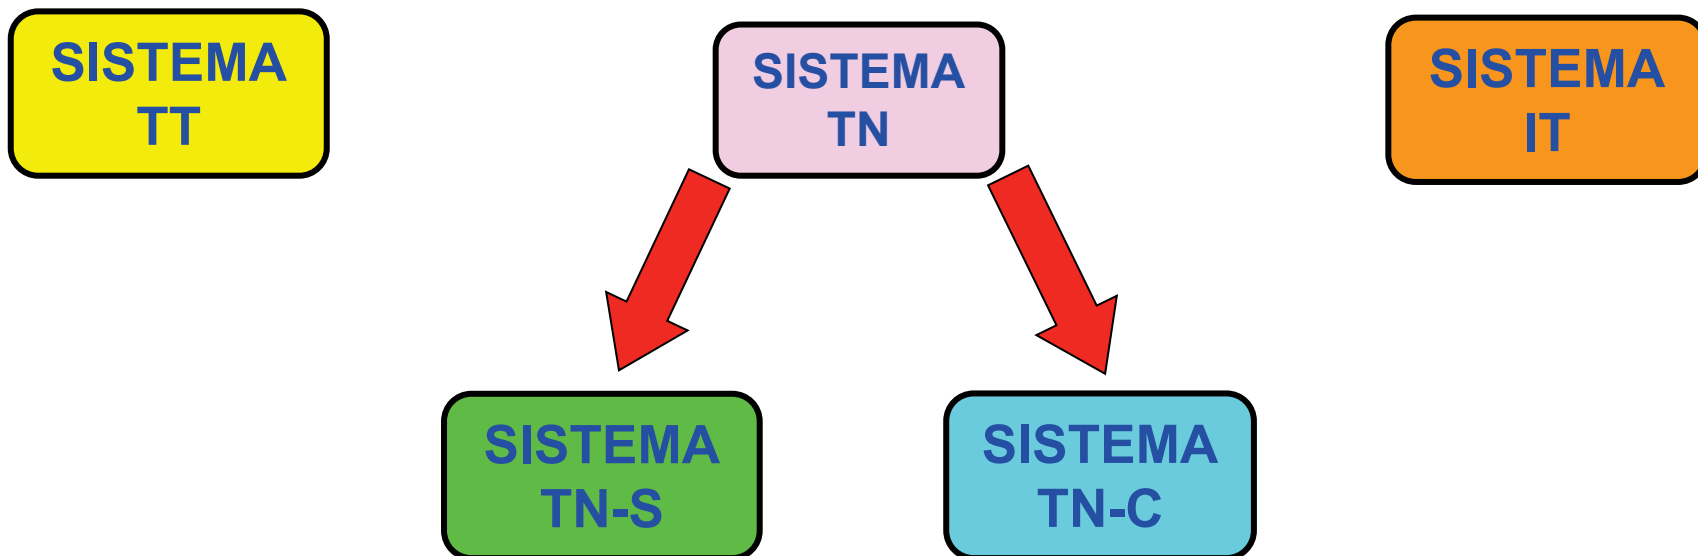 SISTEMA
TT
SISTEMA
TN
SISTEMA
IT
SISTEMA
TN-S
SISTEMA
TN-C